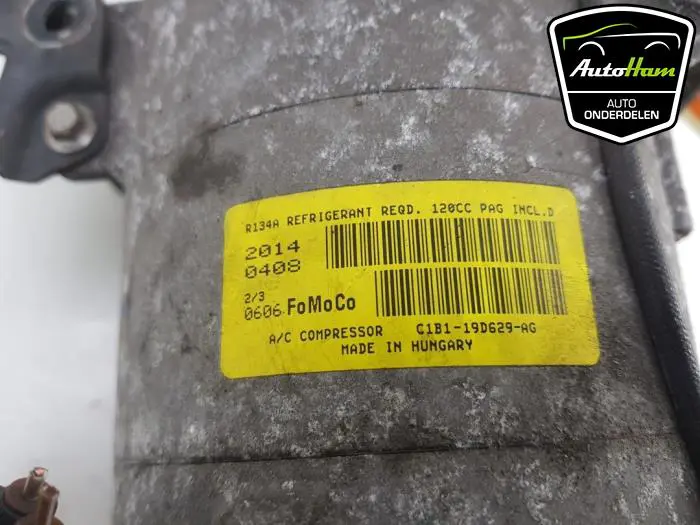 AutoHam
AUTO
ONDERDELEN
R134A REFRIGERANT REQD. 120CC PAG INCL.D
2014
0408
2/3
0606 FoMoCo
A/C COMPRESSOR C1B1-19D629-AG
MADE IN HUNGARY